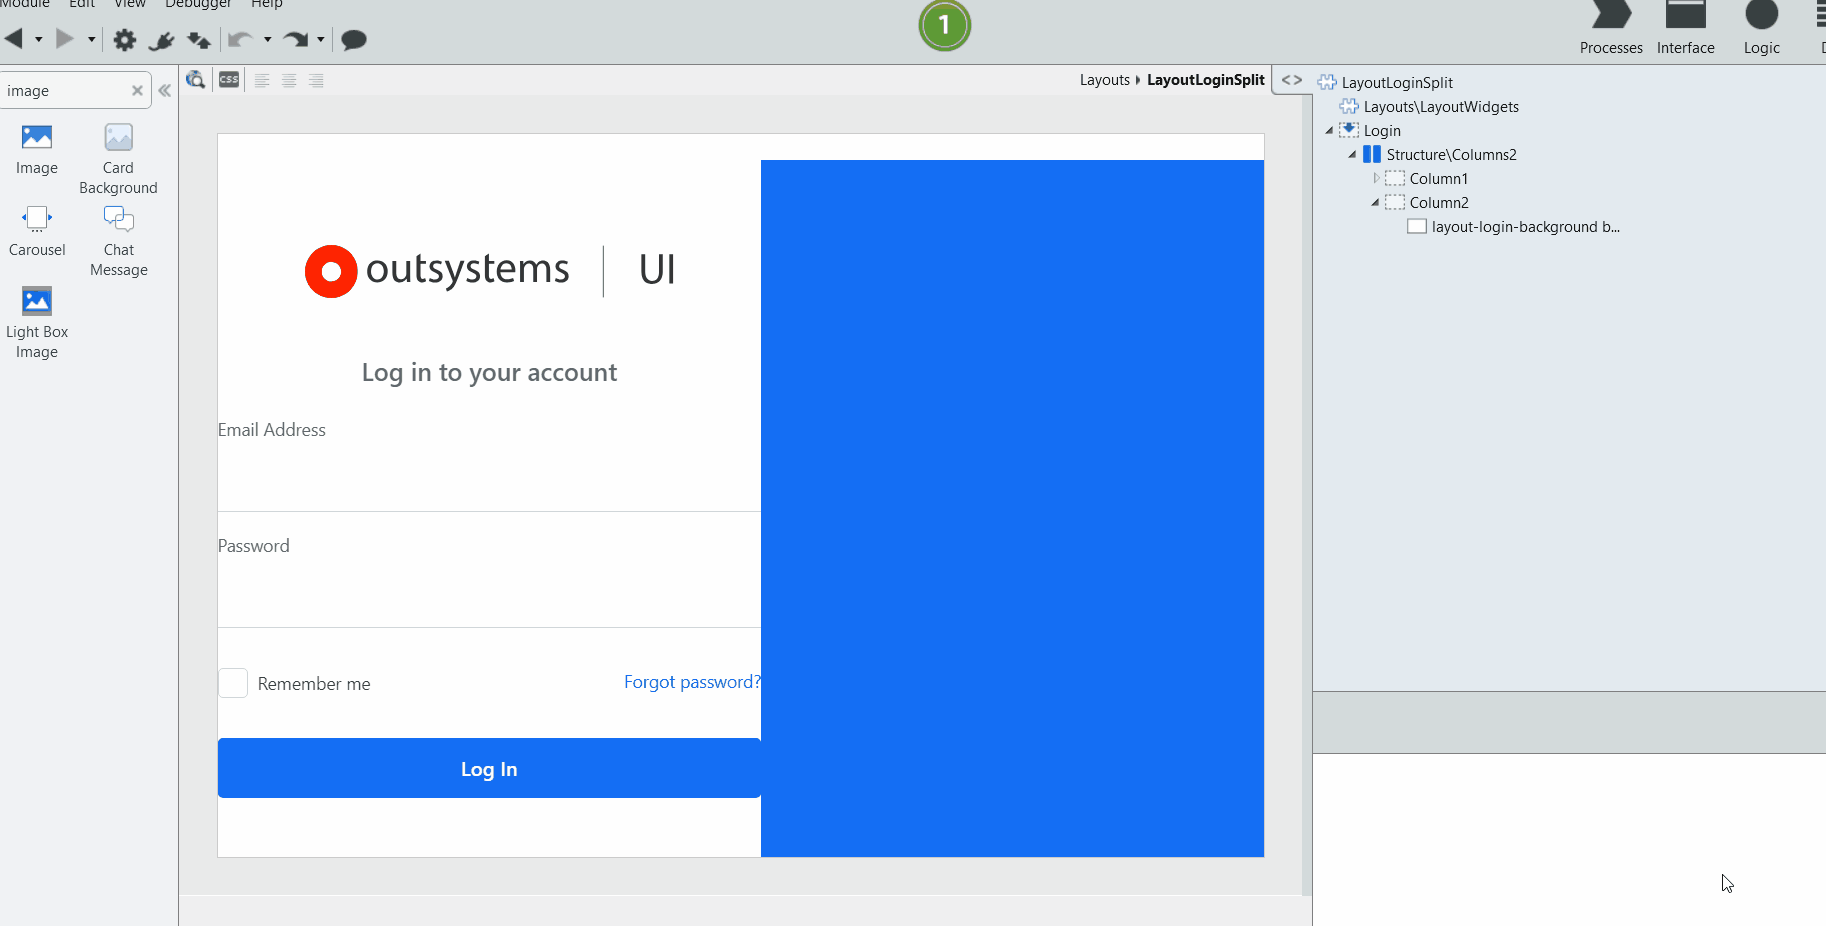 Module Edit View Debugger Help
1
Processes Interface Logic
image
CSS
Layouts LayoutLoginSplit
<>
Image
Card
Background
Carousel
Chat
Message
Light Box
Image
outsystems | UI
Log in to your account
Email Address
Password
Remember me
Forgot password?
Log In
LayoutLoginSplit
Layouts\LayoutWidgets
Login
Structure\Columns2
Column1
Column2
layout-login-background b...